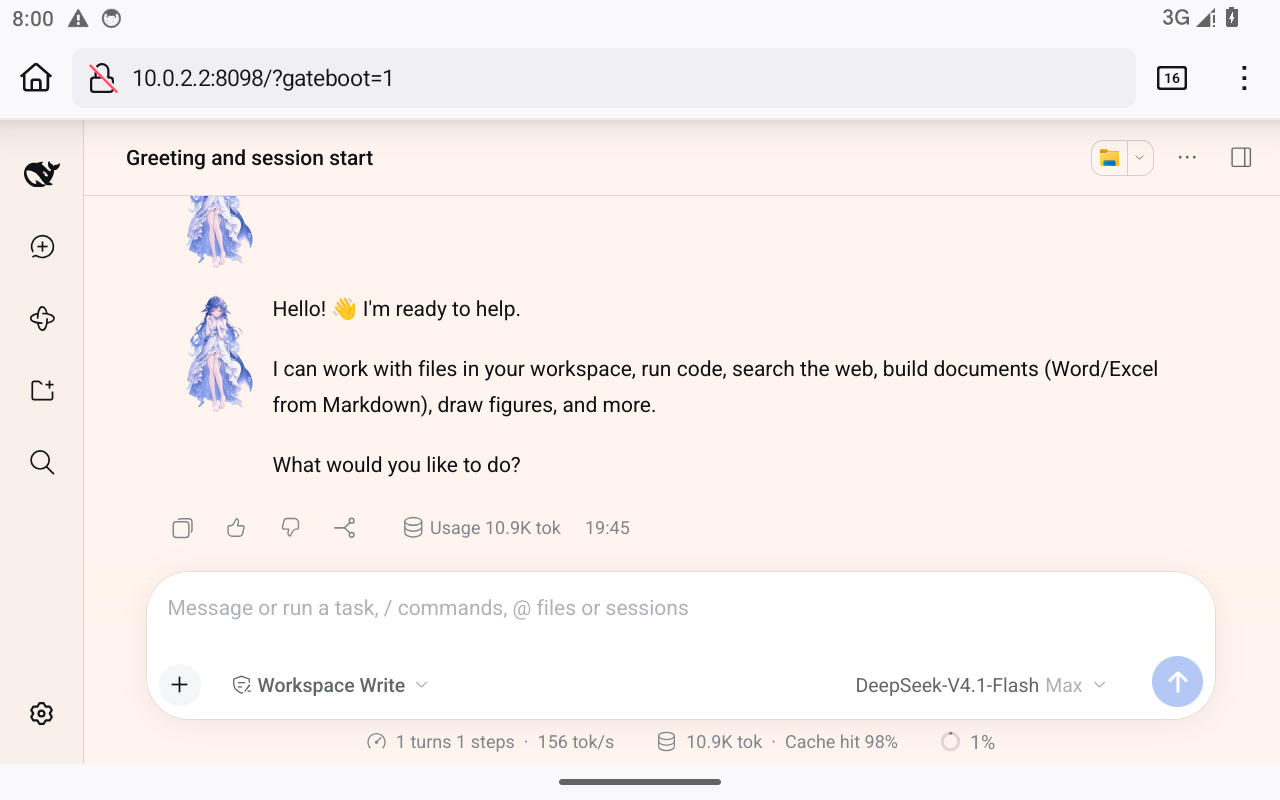 8:00
3G
10.0.2.2:8098/?gateboot=1
16
Greeting and session start
Hello! 👋 I'm ready to help.
I can work with files in your workspace, run code, search the web, build documents (Word/Excel
from Markdown), draw figures, and more.
What would you like to do?
Usage 10.9K tok 19:45
Message or run a task, / commands, @ files or sessions
Workspace Write
DeepSeek-V4.1-Flash Max
1 turns 1 steps · 156 tok/s
10.9K tok · Cache hit 98%
1%